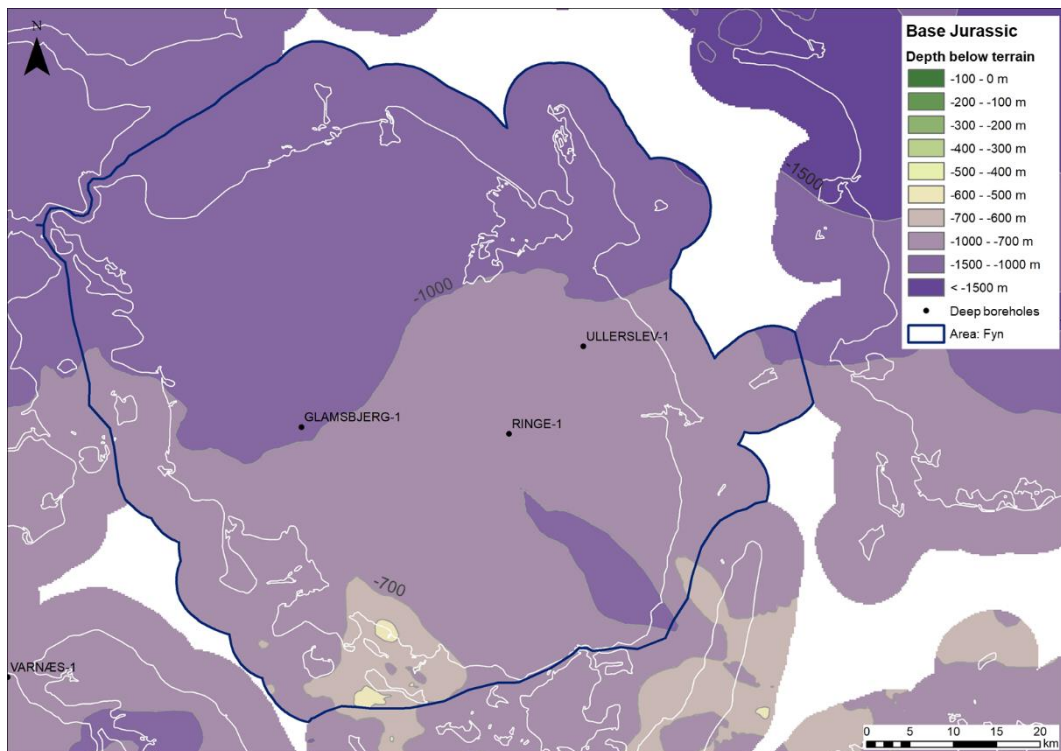 N
Base Jurassic
Depth below terrain
-100 - 0 m
-200 - -100 m
-300 - -200 m
-400 - -300 m
-500 - -400 m
-600 - -500 m
-700 - -600 m
-1000 - -700 m
-1500 - -1000 m
< -1500 m
Deep boreholes
Area: Fyn
-1500
-1000
ULLERSLEV-1
GLAMSBJERG-1
RINGE-1
-700
VARNÆS-1
0 5 10 15 20
km